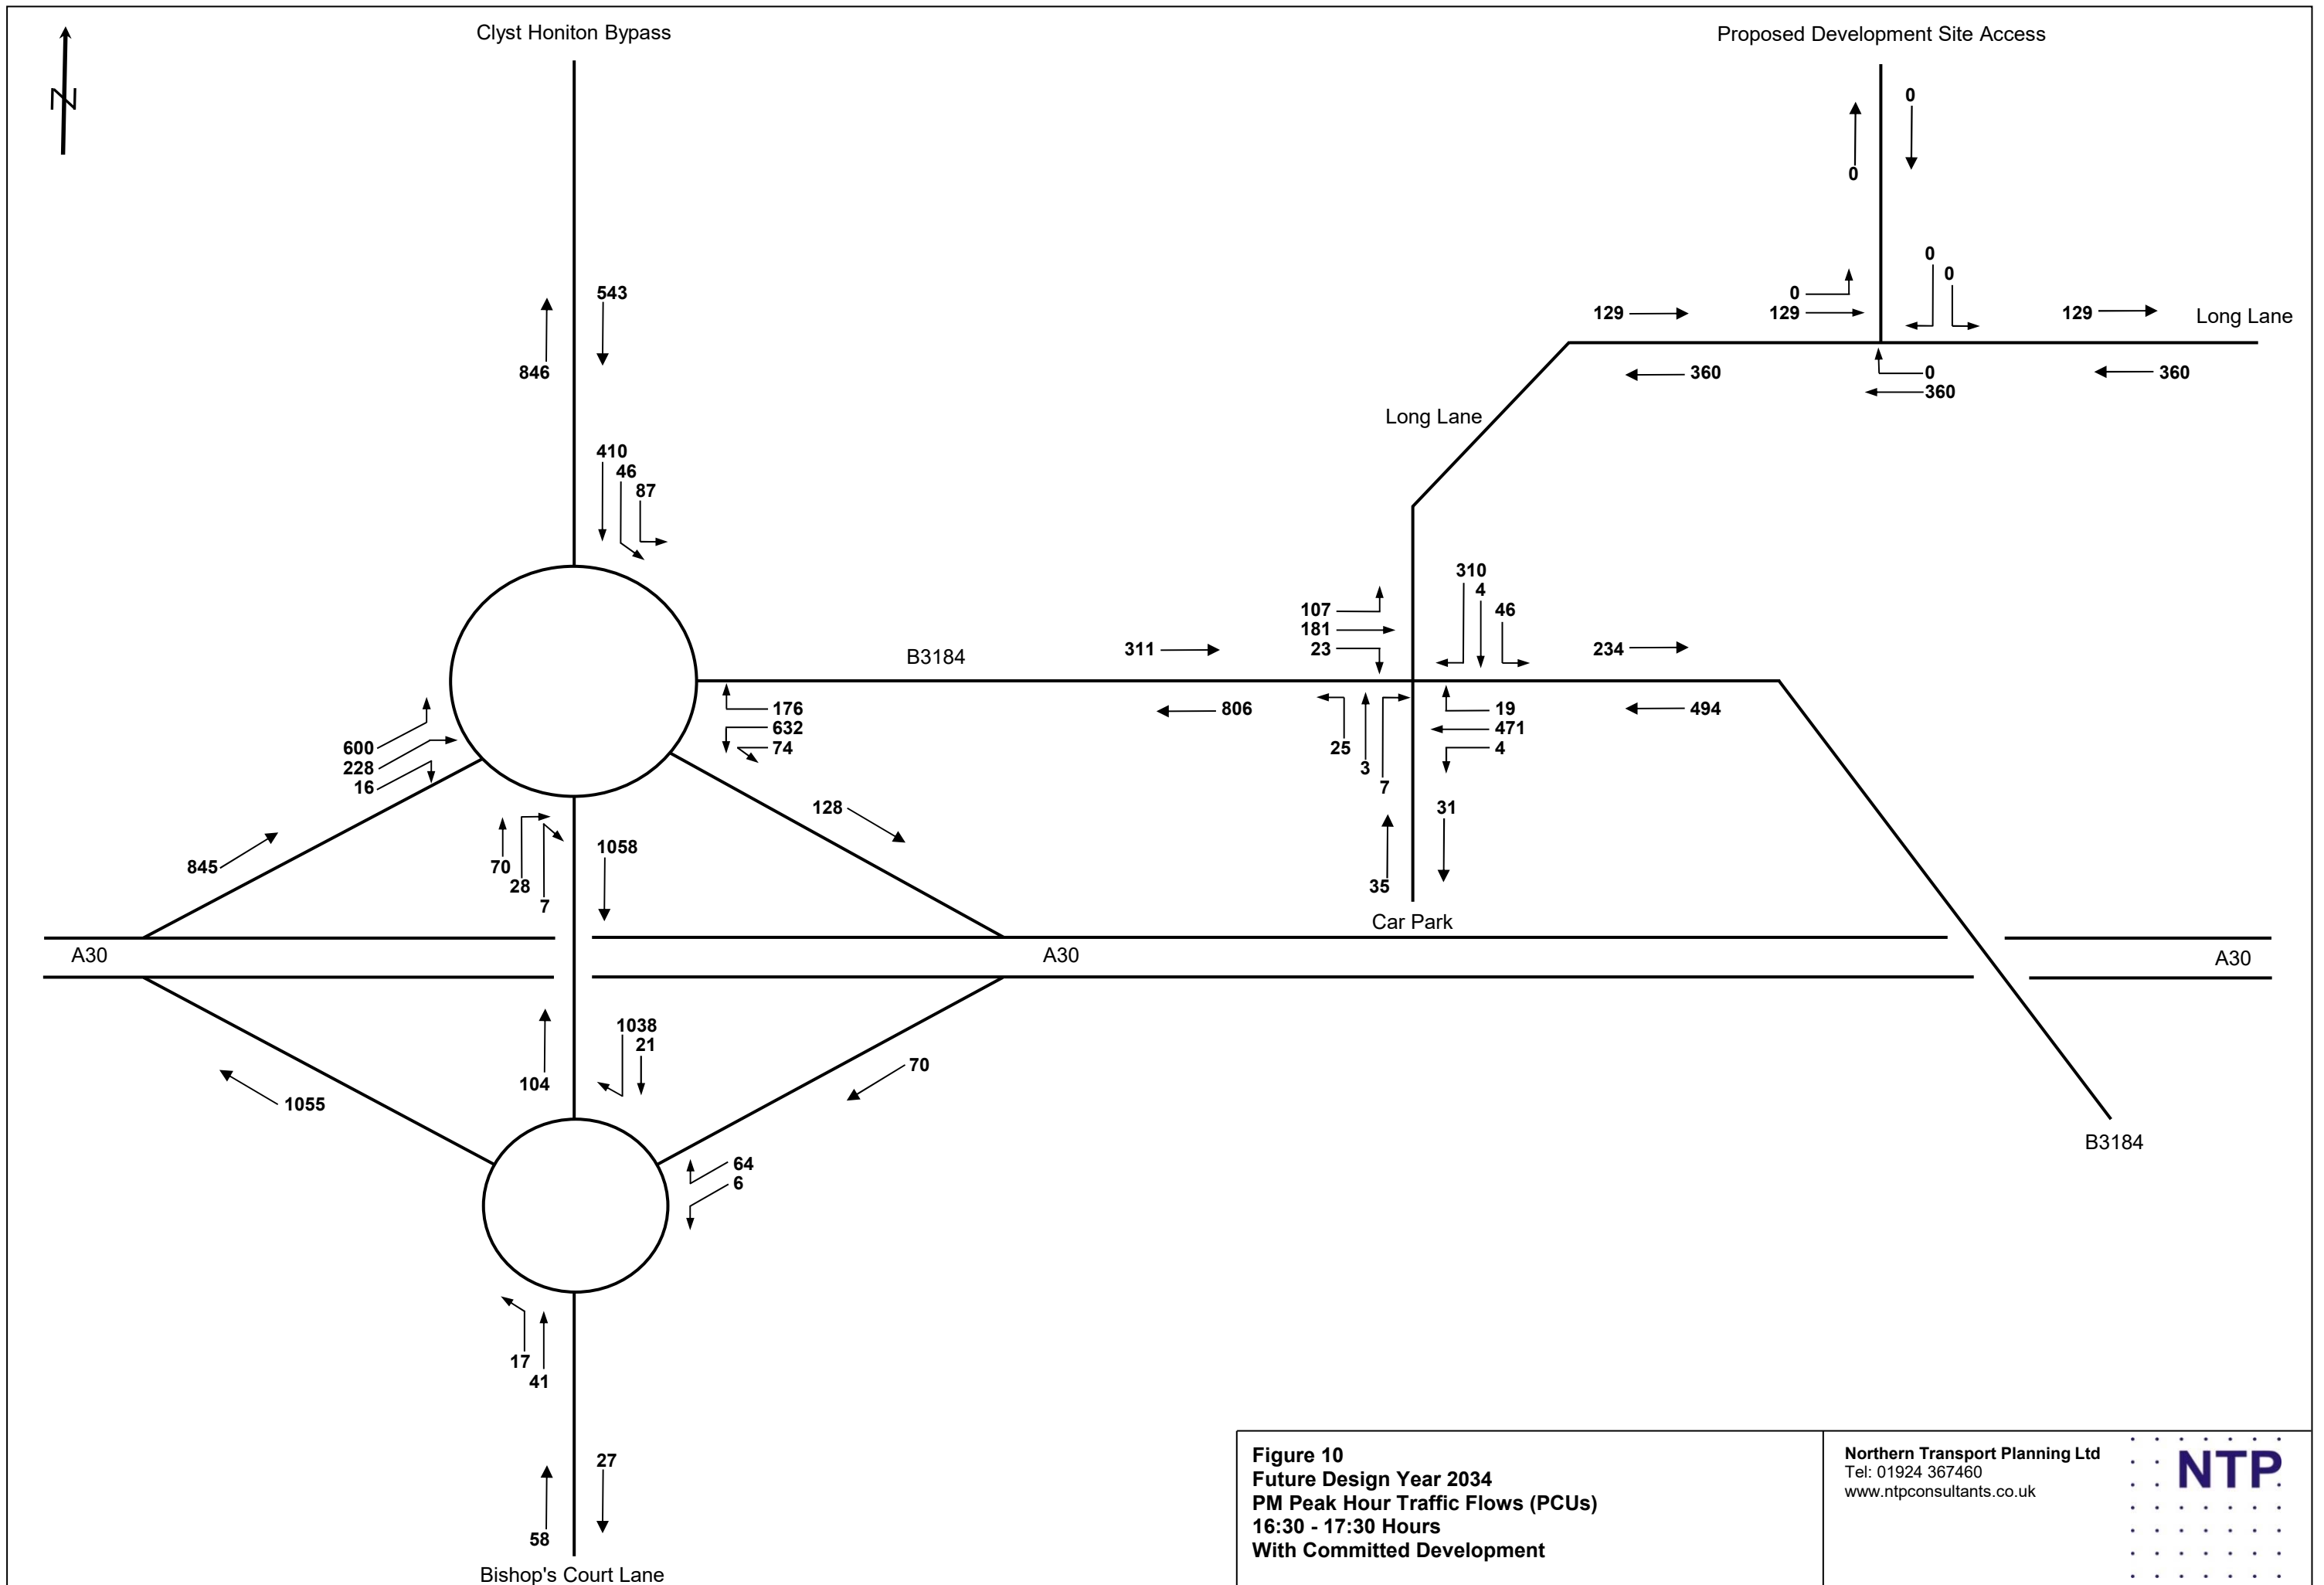 Clyst Honiton Bypass
Proposed Development Site Access
N
0
0
543
846
0
129
0
0
129
129
129
Long Lane
360
0
360
360
Long Lane
410
46
87
310
4
46
107
181
23
B3184
311
234
176
632
74
806
19
471
4
494
600
228
16
25
3
7
128
31
845
70
28
7
1058
35
Car Park
A30
A30
A30
1038
21
104
70
1055
B3184
64
6
17
41
27
58
Bishop's Court Lane
Figure 10
Future Design Year 2034
PM Peak Hour Traffic Flows (PCUs)
16:30 - 17:30 Hours
With Committed Development
Northern Transport Planning Ltd
Tel: 01924 367460
www.ntpconsultants.co.uk
NTP